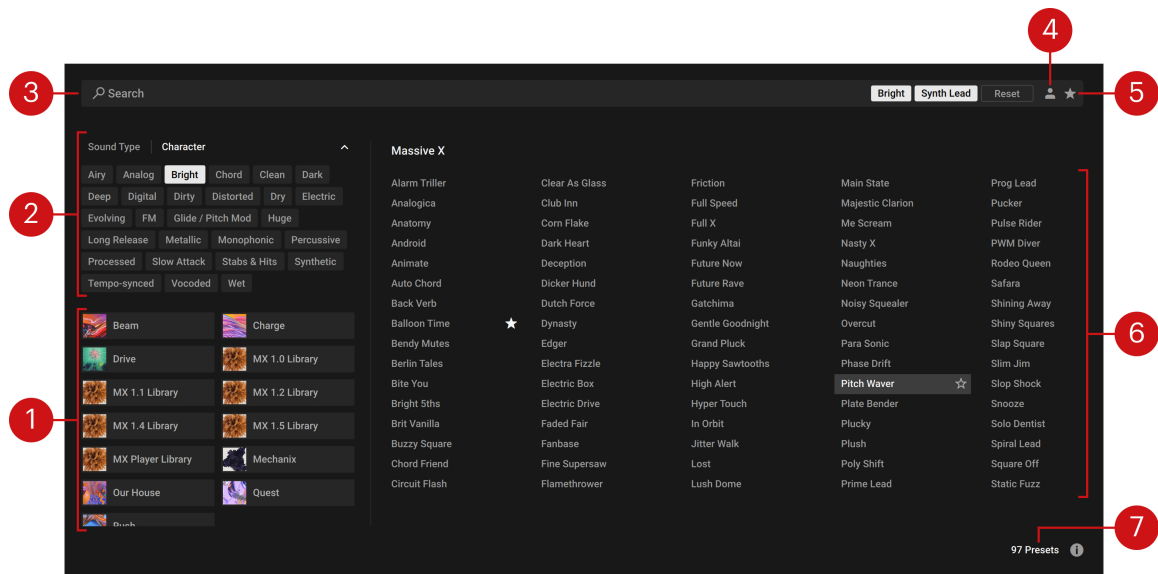 4
3
Search
Bright Synth Lead Reset
5
Sound Type Character
Airy Analog Bright Chord Clean Dark
Deep Digital Dirty Distorted Dry Electric
2
Evolving FM Glide / Pitch Mod Huge
Long Release Metallic Monophonic Percussive
Processed Slow Attack Stabs & Hits Synthetic
Tempo-synced Vocoded Wet
Beam Charge
Drive MX 1.0 Library
MX 1.1 Library MX 1.2 Library
1
MX 1.4 Library MX 1.5 Library
MX Player Library Mechanix
Our House Quest
Rush
Massive X
Alarm Triller Clear As Glass Friction Main State Prog Lead
Analogica Club Inn Full Speed Majestic Clarion Pucker
Anatomy Corn Flake Full X Me Scream Pulse Rider
Android Dark Heart Funky Altai Nasty X PWM Diver
Animate Deception Future Now Naughties Rodeo Queen
Auto Chord Dicker Hund Future Rave Neon Trance Safara
Back Verb Dutch Force Gatchima Noisy Squealer Shining Away
Balloon Time Dynasty Gentle Goodnight Overcut Shiny Squares
6
Bendy Mutes Edger Grand Pluck Para Sonic Slap Square
Berlin Tales Electra Fizzle Happy Sawtooths Phase Drift Slim Jim
Bite You Electric Box High Alert Pitch Waver Slop Shock
Bright 5ths Electric Drive Hyper Touch Plate Bender Snooze
Brit Vanilla Faded Fair In Orbit Plucky Solo Dentist
Buzzy Square Fanbase Jitter Walk Plush Spiral Lead
Chord Friend Fine Supersaw Lost Poly Shift Square Off
Circuit Flash Flamethrower Lush Dome Prime Lead Static Fuzz
7
97 Presets